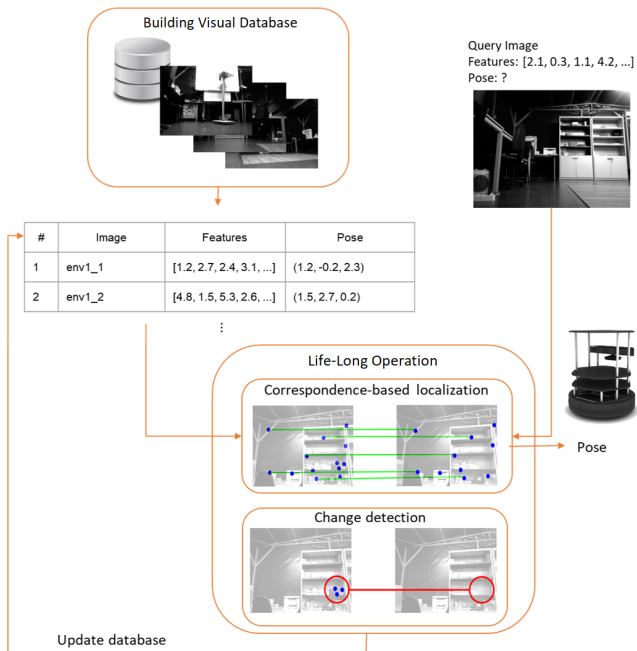 Building Visual Database
Query Image
Features: [2.1, 0.3, 1.1, 4.2, ...]
Pose: ?
# Image Features Pose
1 env1_1 [1.2, 2.7, 2.4, 3.1, ...] (1.2, -0.2, 2.3)
2 env1_2 [4.8, 1.5, 5.3, 2.6, ...] (1.5, 2.7, 0.2)
⋮
Life-Long Operation
Correspondence-based localization
Pose
Change detection
Update database